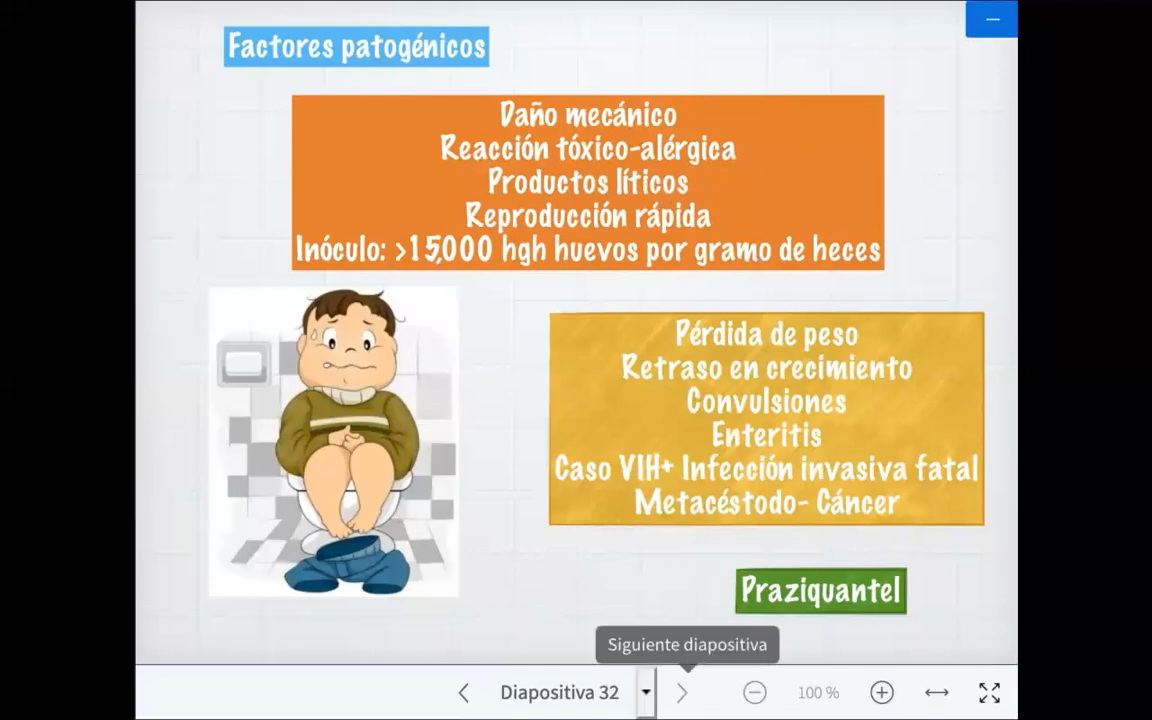 Factores patogénicos
Daño mecánico
Reacción tóxico-alérgica
Productos líticos
Reproducción rápida
Inóculo: >15,000 hgh huevos por gramo de heces
Pérdida de peso
Retraso en crecimiento
Convulsiones
Enteritis
Caso VIH+ Infección invasiva fatal
Metacéstodo- Cáncer
Praziquantel
Siguiente diapositiva
Diapositiva 32
100 %